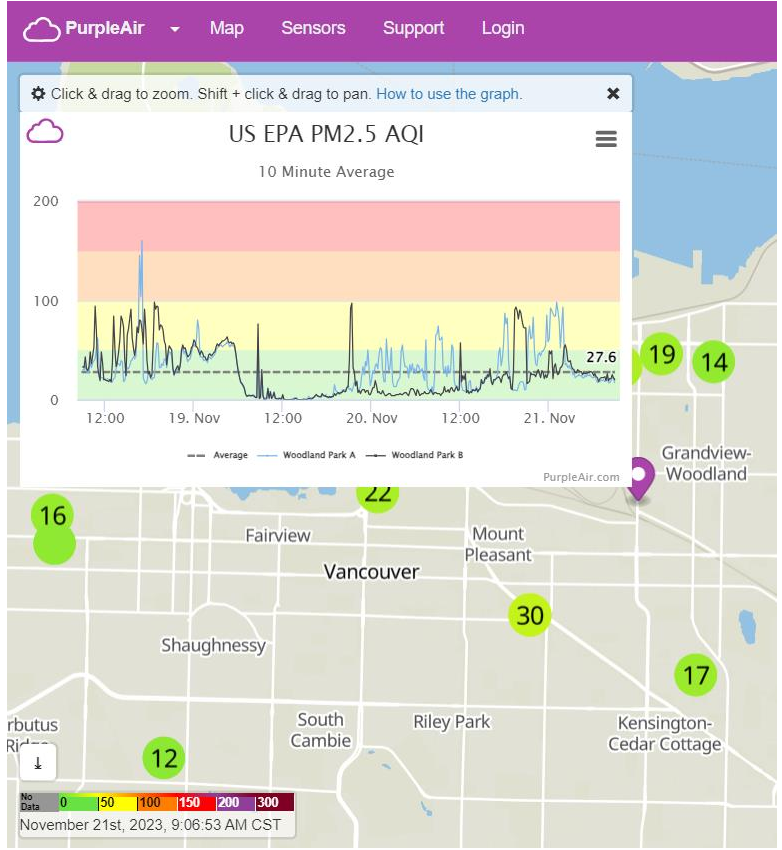 PurpleAir Map Sensors Support Login
Click & drag to zoom. Shift + click & drag to pan. How to use the graph. ✖
US EPA PM2.5 AQI
10 Minute Average
200
100
27.6
0
12:00 19. Nov 12:00 20. Nov 12:00 21. Nov
Average Woodland Park A Woodland Park B
PurpleAir.com
19
14
Grandview-
Woodland
22
16
Fairview
Mount
Pleasant
Vancouver
30
Shaughnessy
17
South
Cambie
Riley Park
Kensington-
Cedar Cottage
rbutus
12
No
Data
0 50 100 150 200 300
November 21st, 2023, 9:06:53 AM CST